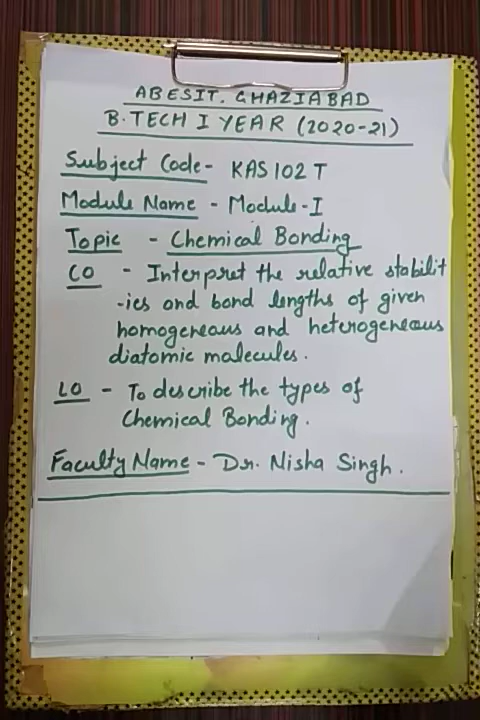 ABESIT. GHAZIABAD
B.TECH I YEAR (2020-21)
Subject Code- KAS 102 T
Module Name - Module-I
Topic - Chemical Bonding
CO - Interpret the relative stabilit
-ies and bond lengths of given
homogeneous and heterogeneous
diatomic molecules.
LO - To describe the types of
Chemical Bonding.
Faculty Name - Dr. Nisha Singh.